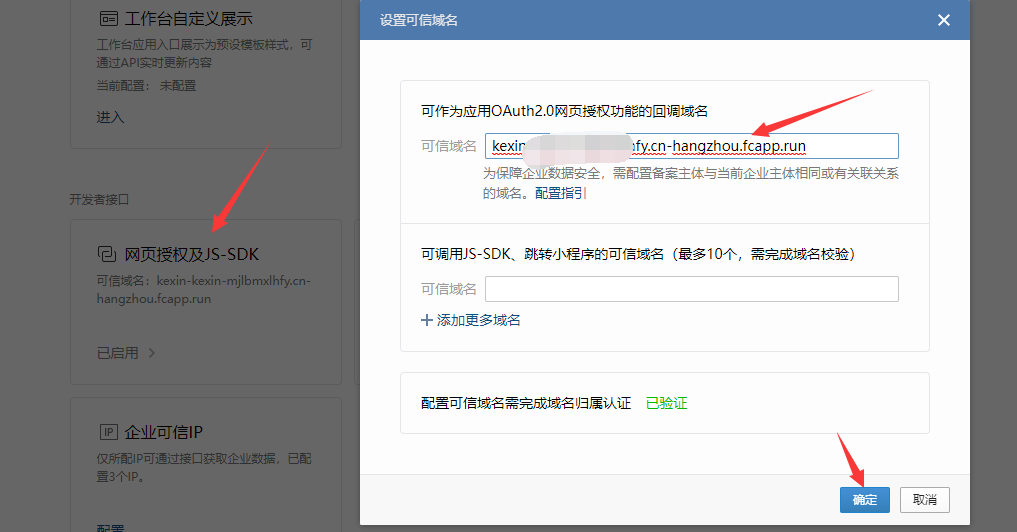 工作台自定义展示
工作台应用入口展示为预设模板样式，可
通过API实时更新内容
当前配置： 未配置
进入
开发者接口
网页授权及JS-SDK
可信域名：kexin-kexin-mjlbmxlhfy.cn-
hangzhou.fcapp.run
已启用
IP 企业可信IP
仅所配IP可通过接口获取企业数据，已配
置3个IP。
配置
设置可信域名
可作为应用OAuth2.0网页授权功能的回调域名
可信域名 kexin hfy.cn-hangzhou.fcapp.run
为保障企业数据安全，需配置备案主体与当前企业主体相同或有关联关系
的域名。配置指引
可调用JS-SDK、跳转小程序的可信域名（最多10个，需完成域名校验）
可信域名
添加更多域名
配置可信域名需完成域名归属认证 已验证
确定 取消